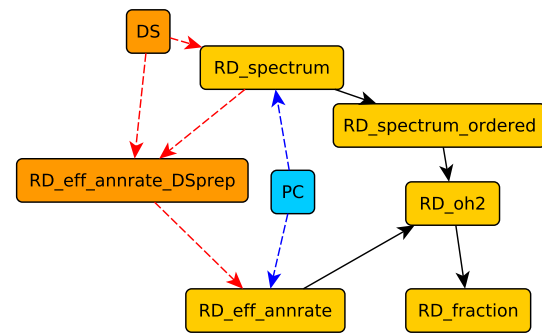 DS
RD_spectrum
RD_spectrum_ordered
RD_eff_annrate_DSprep
PC
RD_oh2
RD_eff_annrate
RD_fraction